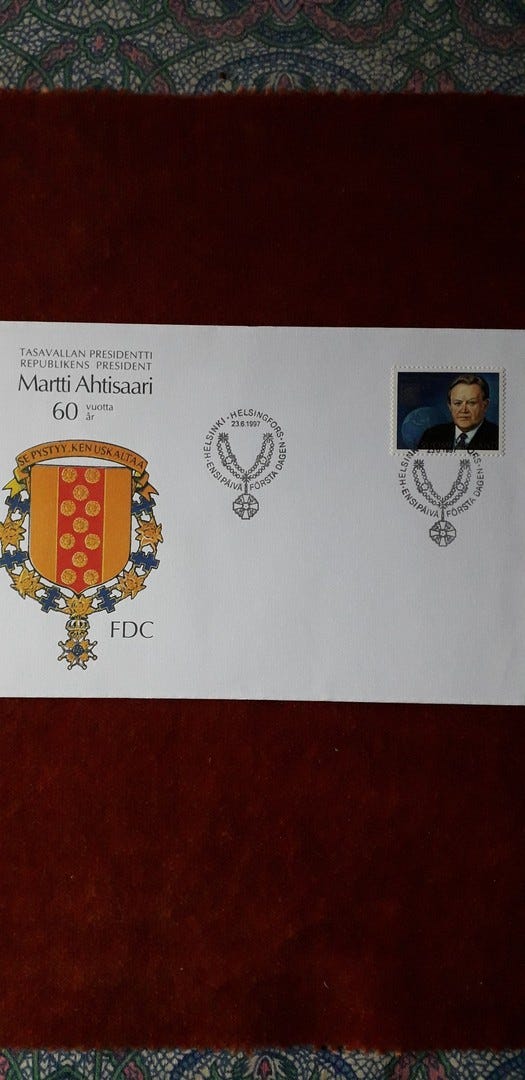 TASAVALLAN PRESIDENTTI
REPUBLIKENS PRESIDENT
Martti Ahtisaari
60 vuotta
år
SE PYSTYY, KEN USKALTAA
FDC
HELSINKI - HELSINGFORS
23.6.1997
ENSIPÄIVÄ FÖRSTA DAGEN
ENSIPÄIVÄ FÖRSTA DAGEN